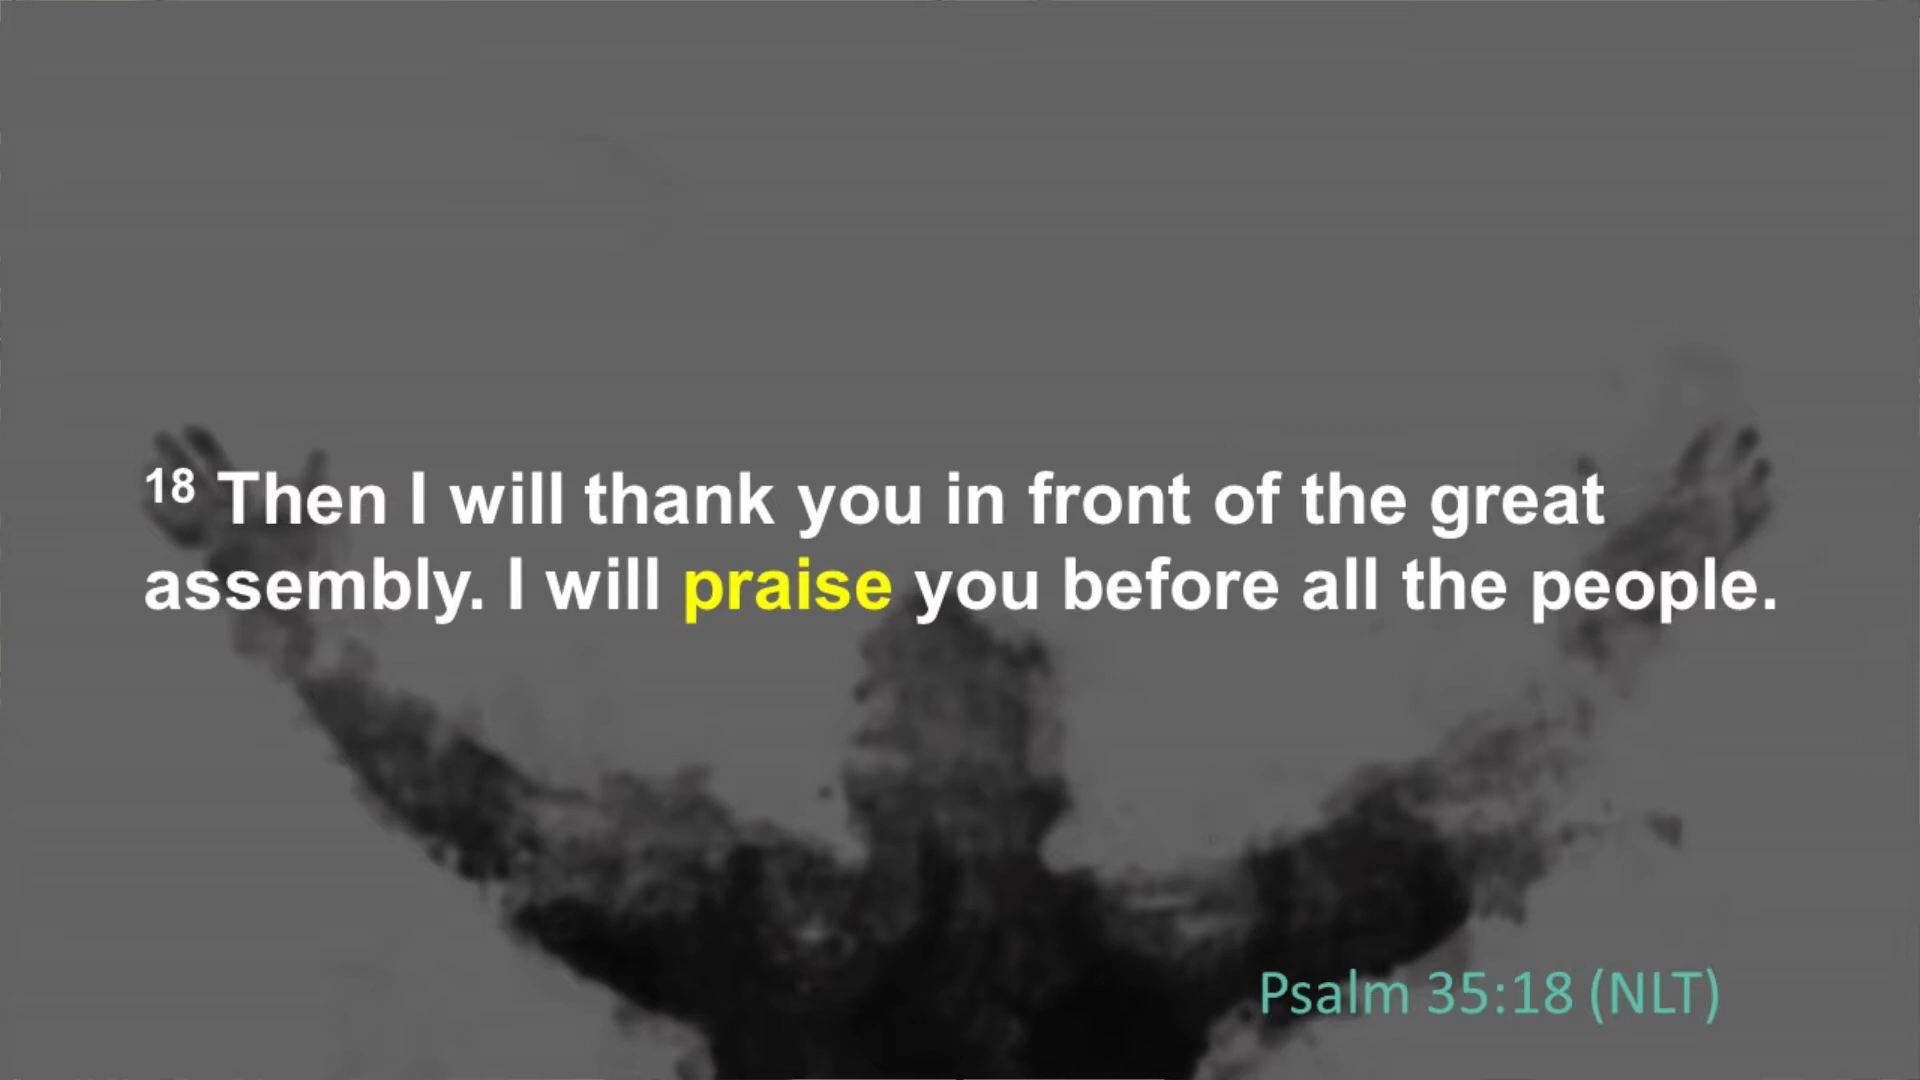 18 Then I will thank you in front of the great
assembly. I will praise you before all the people.
Psalm 35:18 (NLT)